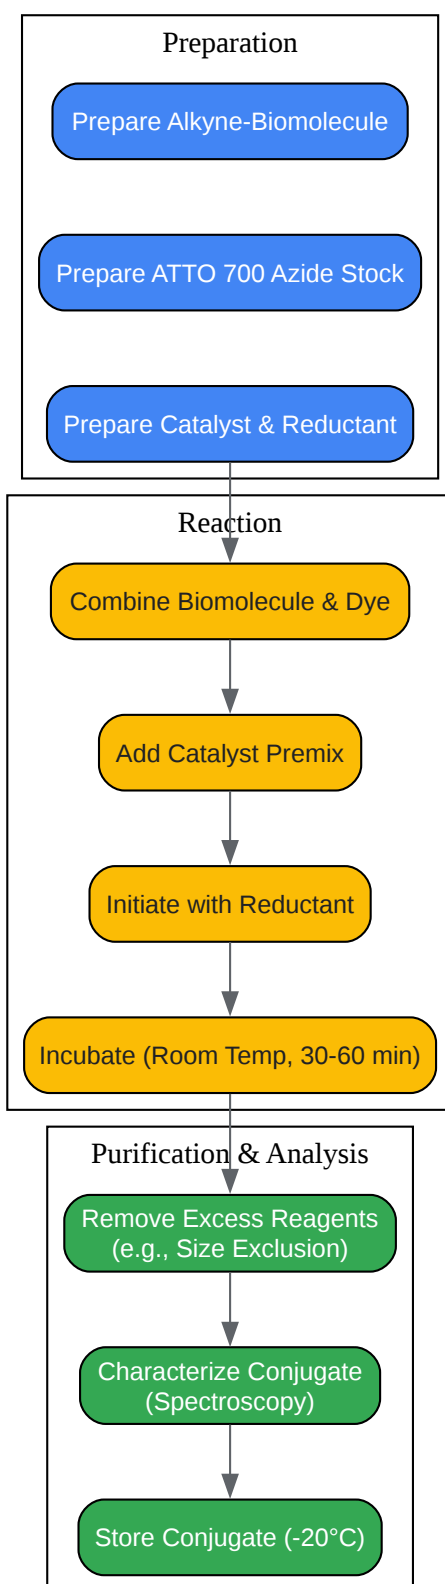 Preparation
Prepare Alkyne-Biomolecule
Prepare ATTO 700 Azide Stock
Prepare Catalyst & Reductant
Reaction
Combine Biomolecule & Dye
Add Catalyst Premix
Initiate with Reductant
Incubate (Room Temp, 30-60 min)
Purification & Analysis
Remove Excess Reagents
(e.g., Size Exclusion)
Characterize Conjugate
(Spectroscopy)
Store Conjugate (-20°C)